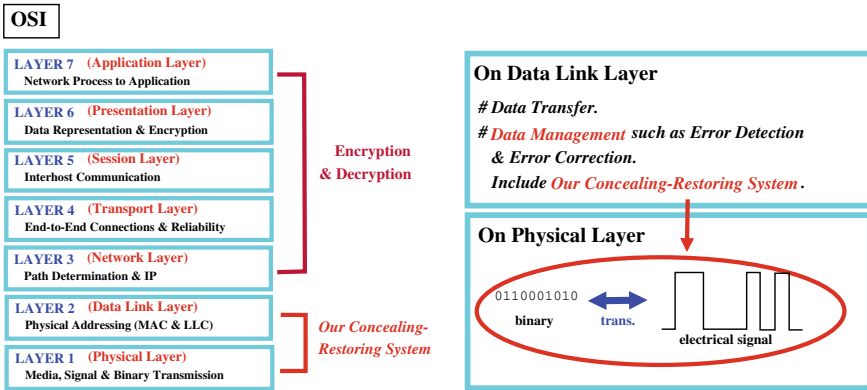 OSI
LAYER 7 (Application Layer)
Network Process to Application
LAYER 6 (Presentation Layer)
Data Representation & Encryption
LAYER 5 (Session Layer)
Interhost Communication
LAYER 4 (Transport Layer)
End-to-End Connections & Reliability
LAYER 3 (Network Layer)
Path Determination & IP
LAYER 2 (Data Link Layer)
Physical Addressing (MAC & LLC)
LAYER 1 (Physical Layer)
Media, Signal & Binary Transmission
Encryption
& Decryption
Our Concealing-
Restoring System
On Data Link Layer
# Data Transfer.
# Data Management such as Error Detection
& Error Correction.
Include Our Concealing-Restoring System.
On Physical Layer
0110001010
binary
trans.
electrical signal